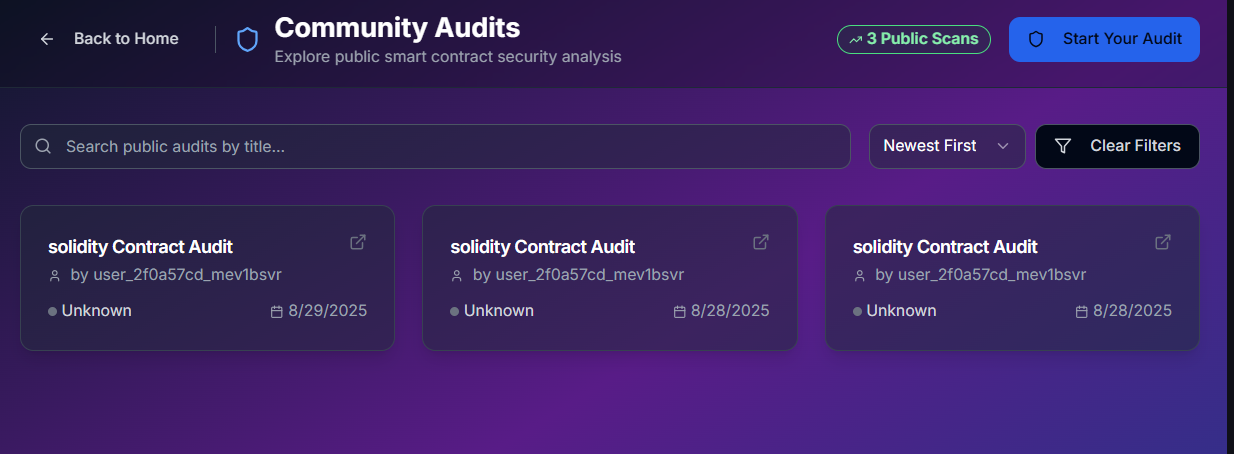 Back to Home
Community Audits
Explore public smart contract security analysis
3 Public Scans
Start Your Audit
Search public audits by title...
Newest First
Clear Filters
solidity Contract Audit
by user_2f0a57cd_mev1bsvr
Unknown
8/29/2025
solidity Contract Audit
by user_2f0a57cd_mev1bsvr
Unknown
8/28/2025
solidity Contract Audit
by user_2f0a57cd_mev1bsvr
Unknown
8/28/2025